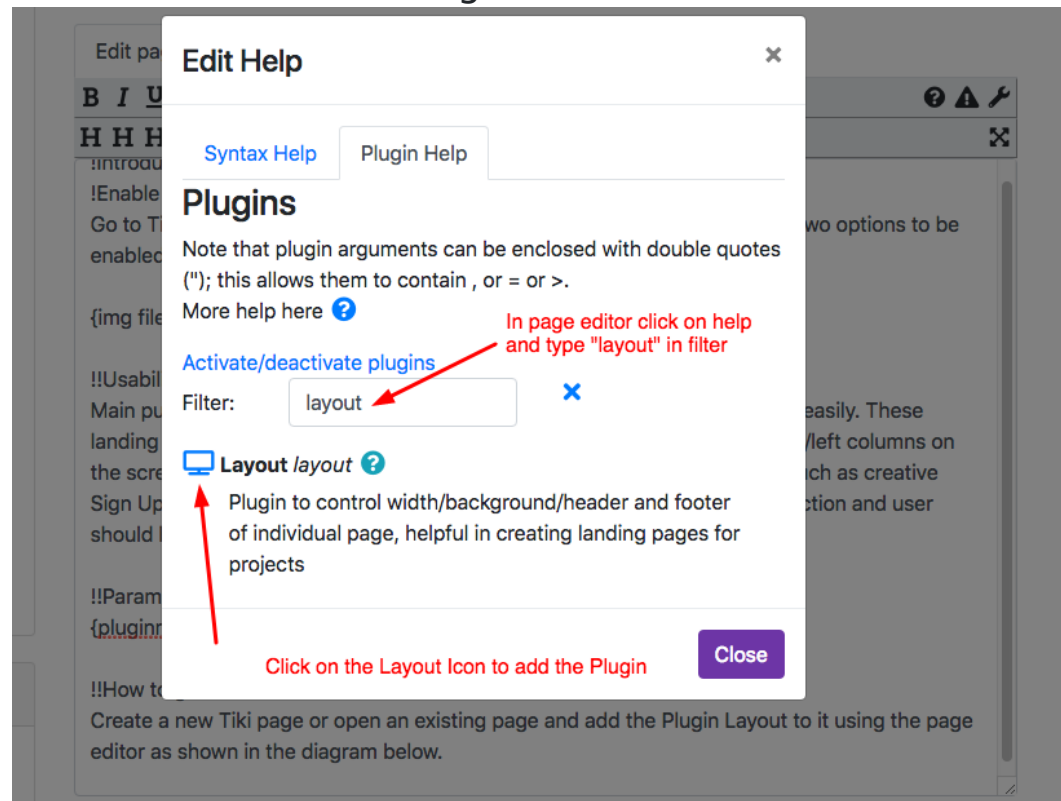 Edit Help
×
Edit pa
B I U
H H H
Syntax Help Plugin Help
!Introdu
!Enable
Plugins
Go to Ti wo options to be
enabled
Note that plugin arguments can be enclosed with double quotes
("); this allows them to contain , or = or >.
More help here ?
{img file
In page editor click on help
and type "layout" in filter
Activate/deactivate plugins
!!Usabil
Filter: layout
Main pu easily. These
landing /left columns on
Layout layout ?
the scre ch as creative
Sign Up ction and user
Plugin to control width/background/header and footer
of individual page, helpful in creating landing pages for
projects
should
!!Param
{pluginr
Click on the Layout Icon to add the Plugin
Close
!!How to
Create a new Tiki page or open an existing page and add the Plugin Layout to it using the page
editor as shown in the diagram below.